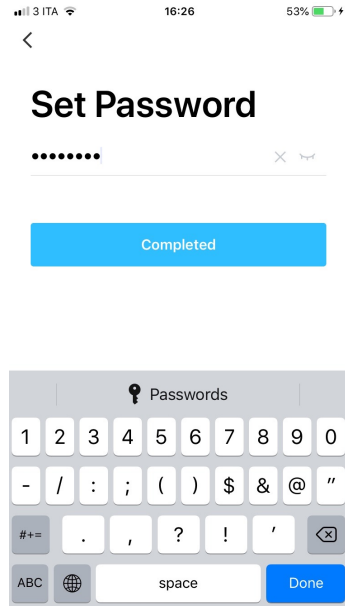 3 ITA 16:26 53%
Set Password
••••••••
Completed
Passwords
1 2 3 4 5 6 7 8 9 0
- / : ; ( ) $ & @ "
#+= . , ? ! '
ABC space Done